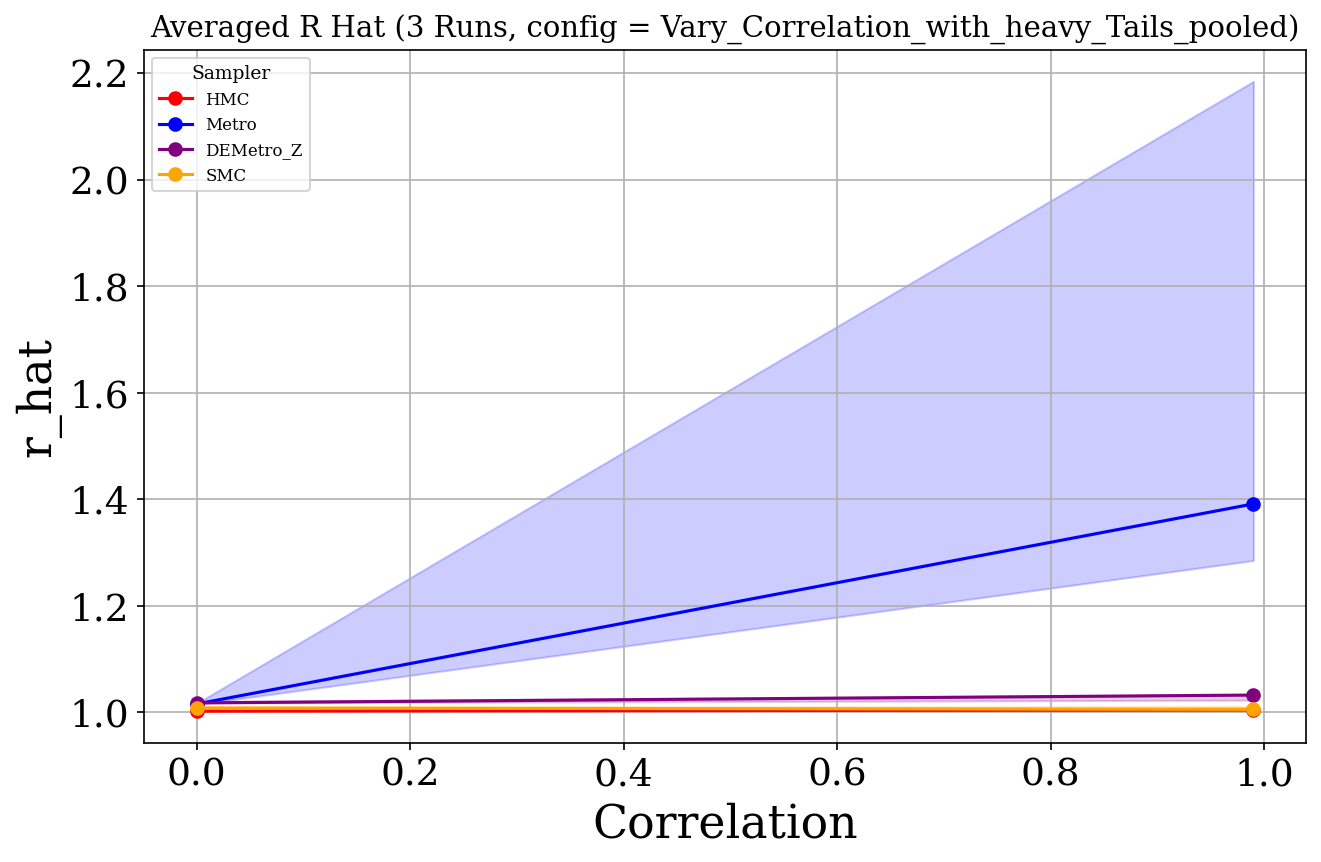 Averaged R Hat (3 Runs, config = Vary_Correlation_with_heavy_Tails_pooled)
Sampler
HMC
Metro
DEMetro_Z
SMC
2.2
2.0
1.8
1.6
1.4
1.2
1.0
r_hat
0.0
0.2
0.4
0.6
0.8
1.0
Correlation